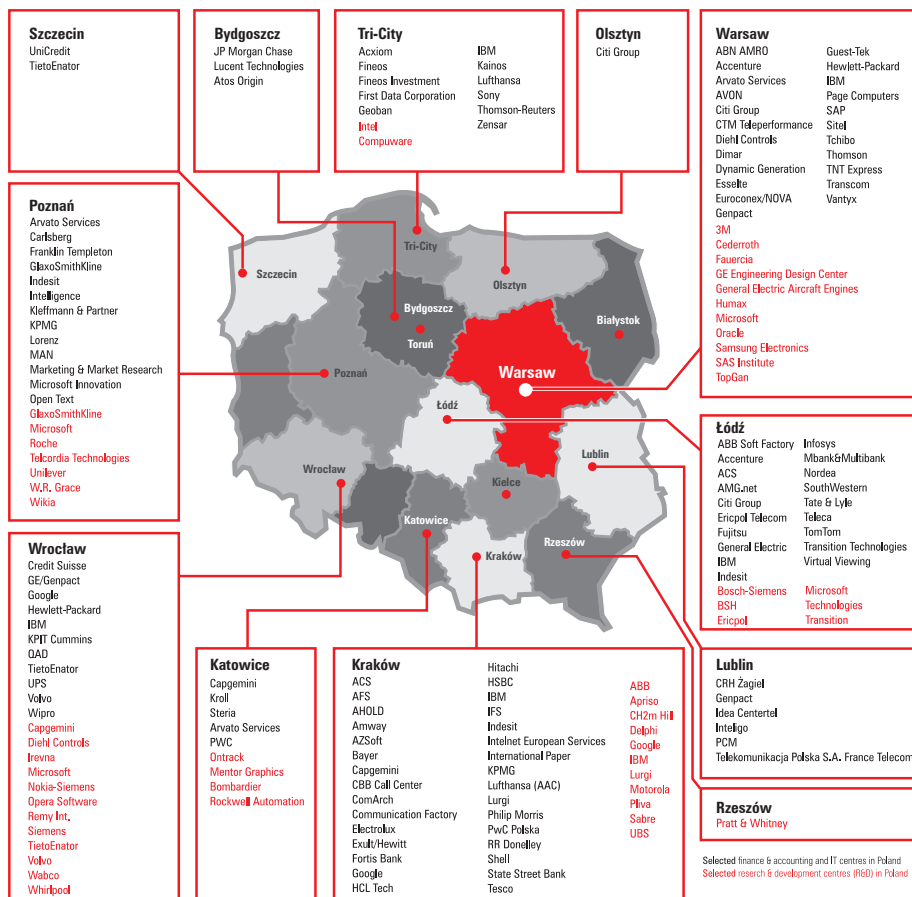 Szczecin
UniCredit
TietoEnator
Bydgoszcz
JP Morgan Chase
Lucent Technologies
Atos Origin
Tri-City
Acxiom
Fineos
Fineos Investment
First Data Corporation
Geoban
Intel
Compuware
IBM
Kainos
Lufthansa
Sony
Thomson-Reuters
Zensar
Olsztyn
Citi Group
Warsaw
ABN AMRO
Accenture
Arvato Services
AVON
Citi Group
CTM Teleperformance
Diehl Controls
Dimar
Dynamic Generation
Esselte
Euroconex/NOVA
Genpact
Guest-Tek
Hewlett-Packard
IBM
Page Computers
SAP
Sitel
Tchibo
Thomson
TNT Express
Transcom
Vantyx
3M
Cederroth
Fauercia
GE Engineering Design Center
General Electric Aircraft Engines
Humax
Microsoft
Oracle
Samsung Electronics
SAS Institute
TopGan
Poznań
Arvato Services
Carlsberg
Franklin Templeton
GlaxoSmithKline
Indesit
Intelligence
Kleffmann & Partner
KPMG
Lorenz
MAN
Marketing & Market Research
Microsoft Innovation
Open Text
GlaxoSmithKline
Microsoft
Roche
Telcordia Technologies
Unilever
W.R. Grace
Wikia
Szczecin
Tri-City
Olsztyn
Bydgoszcz
Toruń
Białystok
Poznań
Warsaw
Łódź
Lublin
Wrocław
Kielce
Katowice
Kraków
Rzeszów
Łódź
ABB Soft Factory
Accenture
ACS
AMG.net
Citi Group
Ericpol Telecom
Fujitsu
General Electric
IBM
Indesit
Bosch-Siemens
BSH
Ericpol
Infosys
Mbank&Multibank
Nordea
SouthWestern
Tate & Lyle
Teleca
TomTom
Transition Technologies
Virtual Viewing
Microsoft
Technologies
Transition
Wrocław
Credit Suisse
GE/Genpact
Google
Hewlett-Packard
IBM
KPIT Cummins
QAD
TietoEnator
UPS
Volvo
Wipro
Capgemini
Diehl Controls
Irevna
Microsoft
Nokia-Siemens
Opera Software
Remy Int.
Siemens
TietoEnator
Volvo
Wabco
Whirlpool
Katowice
Capgemini
Kroll
Steria
Arvato Services
PWC
Ontrack
Mentor Graphics
Bombardier
Rockwell Automation
Kraków
ACS
AFS
AHOLD
Amway
AZSoft
Bayer
Capgemini
CBB Call Center
ComArch
Communication Factory
Electrolux
Exult/Hewitt
Fortis Bank
Google
HCL Tech
Hitachi
HSBC
IBM
IFS
Indesit
Intelnet European Services
International Paper
KPMG
Lufthansa (AAC)
Lurgi
Philip Morris
PwC Polska
RR Donelley
Shell
State Street Bank
Tesco
ABB
Apriso
CH2m Hill
Delphi
Google
IBM
Lurgi
Motorola
Pliva
Sabre
UBS
Lublin
CRH Żagiel
Genpact
Idea Centertel
Inteligo
PCM
Telekomunikacja Polska S.A. France Telecom
Rzeszów
Pratt & Whitney
Selected finance & accounting and IT centres in Poland
Selected reserch & development centres (R&D) in Poland